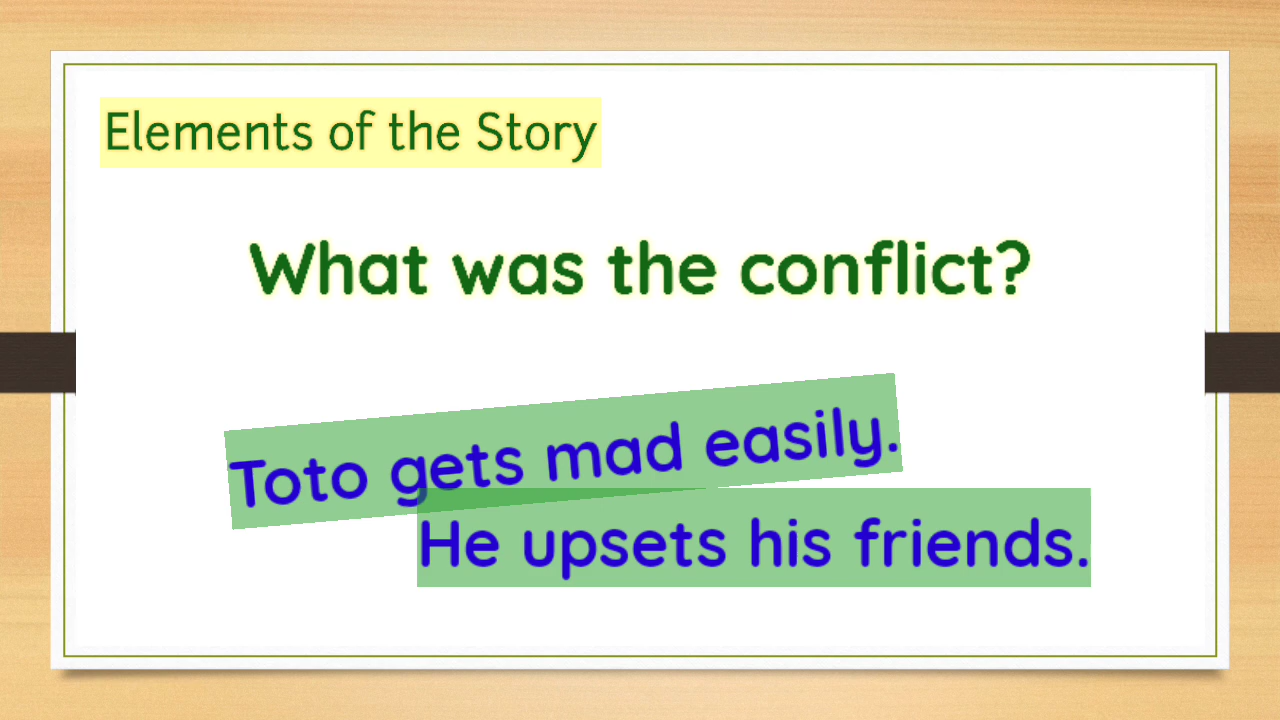 Elements of the Story
What was the conflict?
Toto gets mad easily.
He upsets his friends.